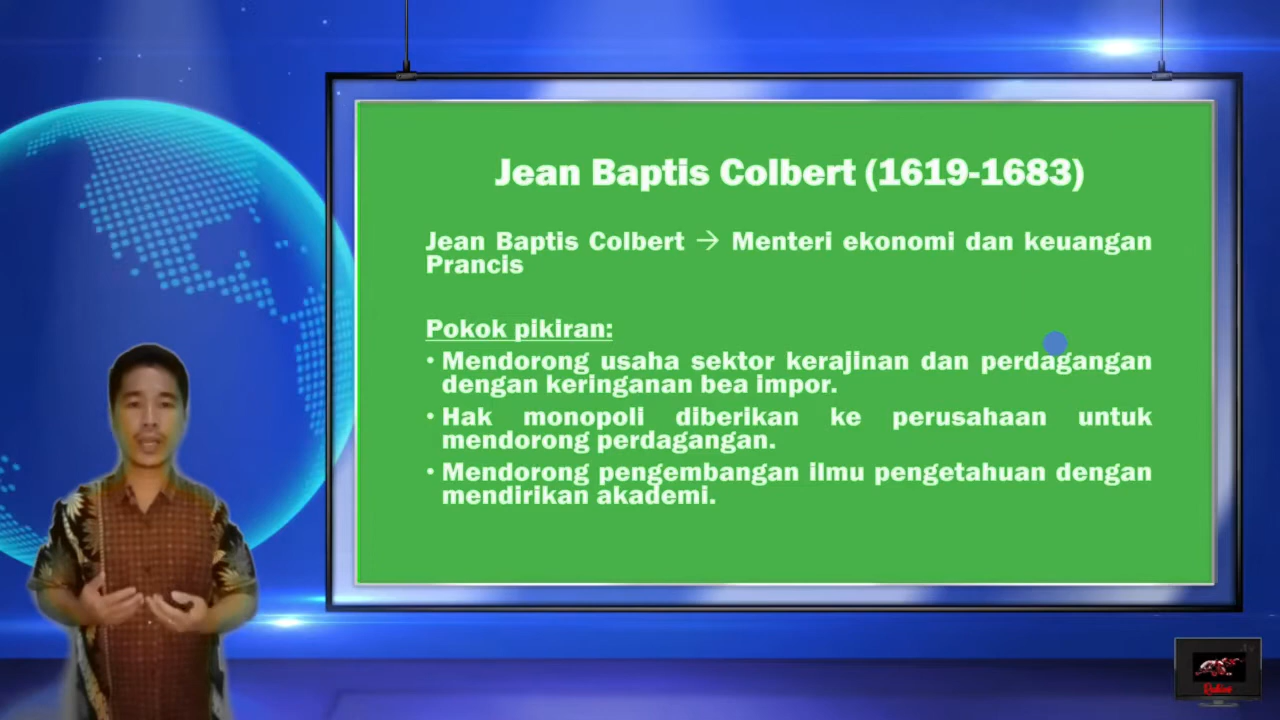 Jean Baptis Colbert (1619-1683)
Jean Baptis Colbert → Menteri ekonomi dan keuangan
Prancis
Pokok pikiran:
• Mendorong usaha sektor kerajinan dan perdagangan
dengan keringanan bea impor.
• Hak monopoli diberikan ke perusahaan untuk
mendorong perdagangan.
• Mendorong pengembangan ilmu pengetahuan dengan
mendirikan akademi.